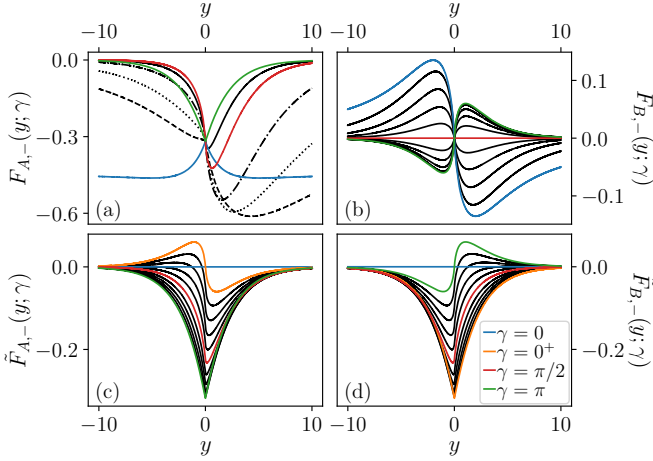 y
y
−10 0 10
−10 0 10
0.0
−0.3
−0.6
F_{A,−}(y; γ)
(a)
0.1
0.0
−0.1
F_{B,−}(y; γ)
(b)
0.0
−0.2
F̃_{A,−}(y; γ)
(c)
0.0
−0.2
F̃_{B,−}(y; γ)
(d)
γ = 0
γ = 0⁺
γ = π/2
γ = π
−10 0 10
−10 0 10
y
y